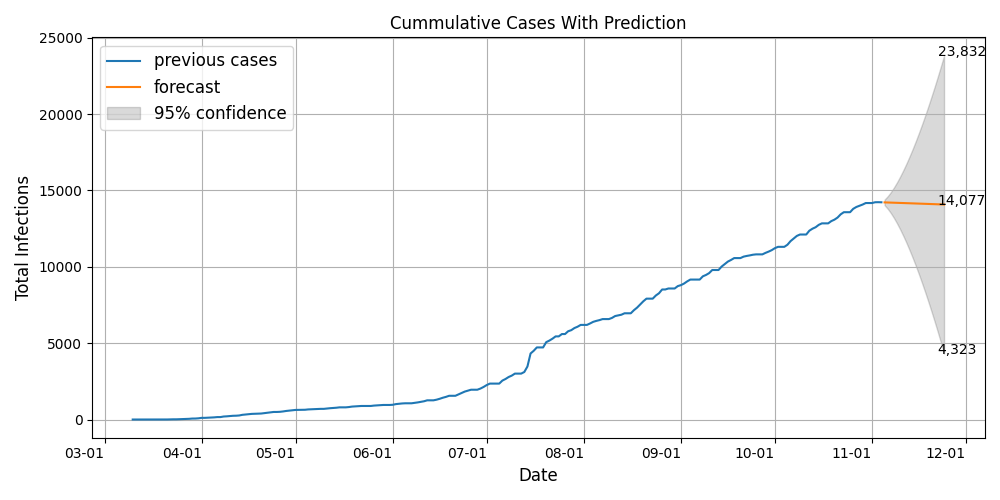 Cummulative Cases With Prediction
25000
20000
15000
10000
5000
0
Total Infections
previous cases
forecast
95% confidence
23,832
14,077
4,323
03-01 04-01 05-01 06-01 07-01 08-01 09-01 10-01 11-01 12-01
Date